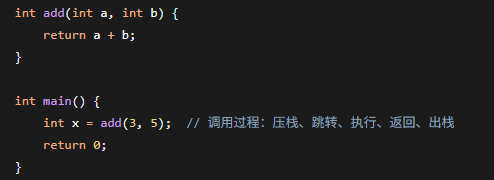 int add(int a, int b) {
    return a + b;
}
int main() {
    int x = add(3, 5);  // 调用过程：压栈、跳转、执行、返回、出栈
    return 0;
}